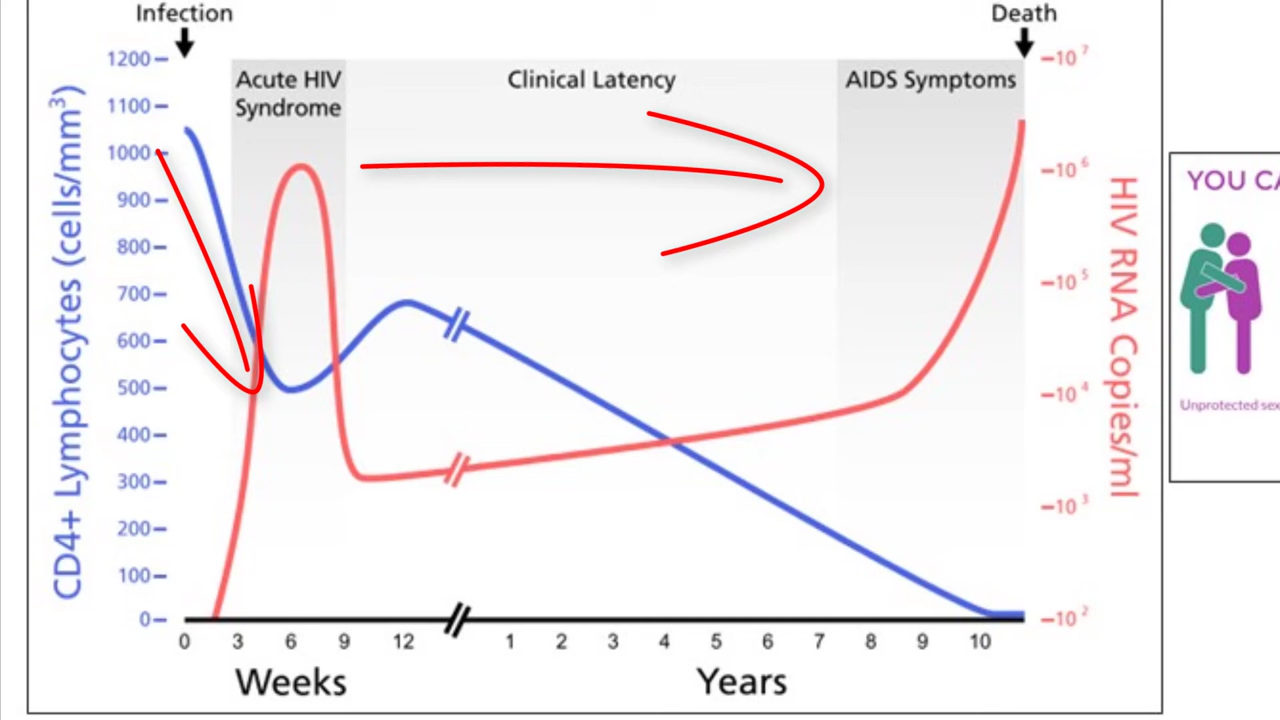 Infection
Death
Acute HIV
Syndrome
Clinical Latency
AIDS Symptoms
CD4+ Lymphocytes (cells/mm³)
1200
1100
1000
900
800
700
600
500
400
300
200
100
0
10⁷
10⁶
10⁵
10⁴
10³
10²
HIV RNA Copies/ml
0 3 6 9 12 1 2 3 4 5 6 7 8 9 10
Weeks Years
YOU CA
Unprotected sex